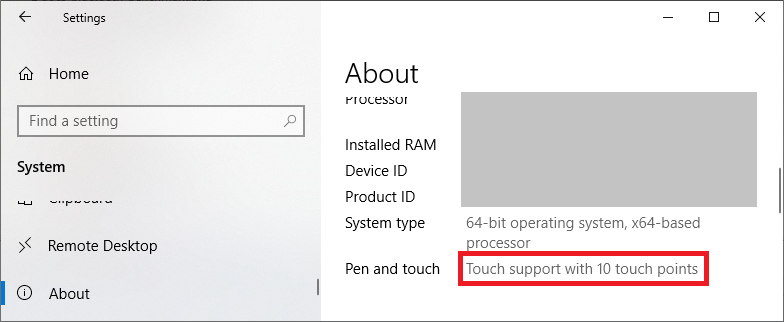 Settings
Home
Find a setting
System
Clipboard
Remote Desktop
About
About
Processor
Installed RAM
Device ID
Product ID
System type 64-bit operating system, x64-based
processor
Pen and touch Touch support with 10 touch points